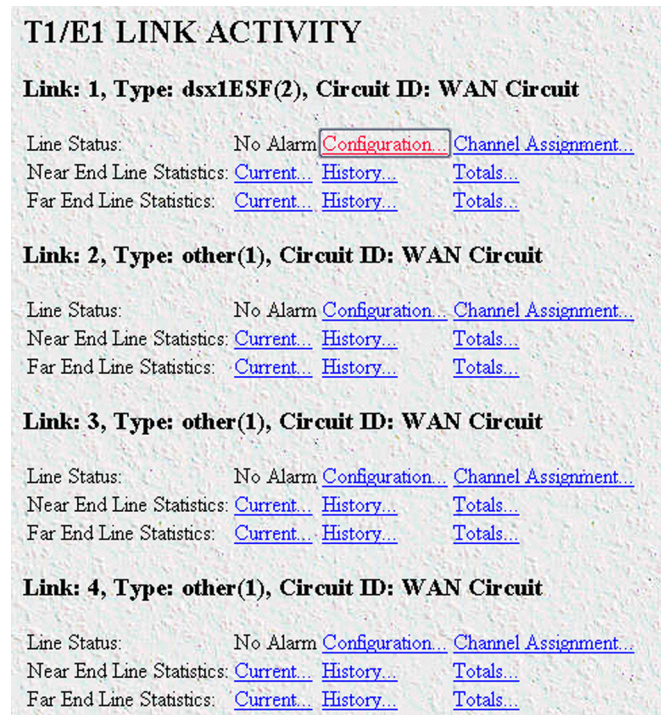 T1/E1 LINK ACTIVITY
Link: 1, Type: dsx1ESF(2), Circuit ID: WAN Circuit
Line Status: No Alarm Configuration... Channel Assignment...
Near End Line Statistics: Current... History... Totals...
Far End Line Statistics: Current... History... Totals...
Link: 2, Type: other(1), Circuit ID: WAN Circuit
Line Status: No Alarm Configuration... Channel Assignment...
Near End Line Statistics: Current... History... Totals...
Far End Line Statistics: Current... History... Totals...
Link: 3, Type: other(1), Circuit ID: WAN Circuit
Line Status: No Alarm Configuration... Channel Assignment...
Near End Line Statistics: Current... History... Totals...
Far End Line Statistics: Current... History... Totals...
Link: 4, Type: other(1), Circuit ID: WAN Circuit
Line Status: No Alarm Configuration... Channel Assignment...
Near End Line Statistics: Current... History... Totals...
Far End Line Statistics: Current... History... Totals...